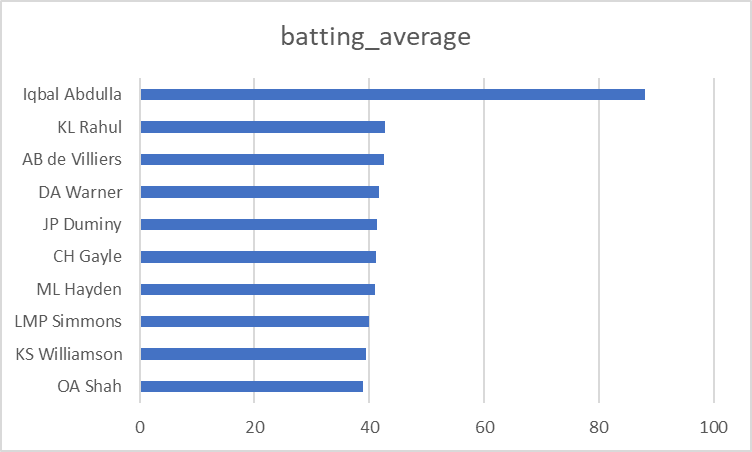 batting_average
Iqbal Abdulla
KL Rahul
AB de Villiers
DA Warner
JP Duminy
CH Gayle
ML Hayden
LMP Simmons
KS Williamson
OA Shah
0 20 40 60 80 100